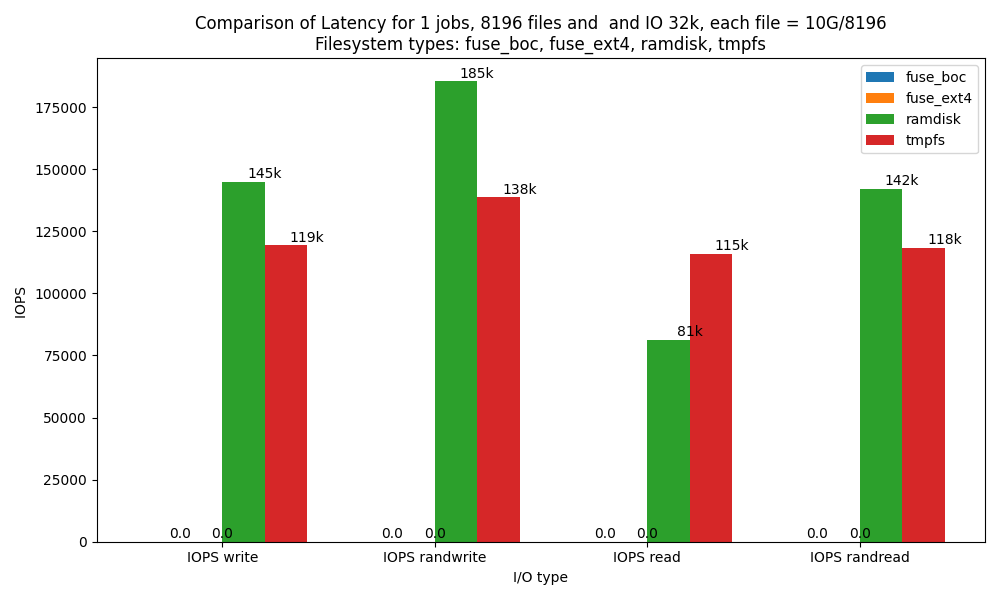 Comparison of Latency for 1 jobs, 8196 files and  and IO 32k, each file = 10G/8196
Filesystem types: fuse_boc, fuse_ext4, ramdisk, tmpfs
fuse_boc
fuse_ext4
ramdisk
tmpfs
IOPS
175000
150000
125000
100000
75000
50000
25000
0
0.0
0.0
145k
119k
0.0
0.0
185k
138k
0.0
0.0
81k
115k
0.0
0.0
142k
118k
IOPS write
IOPS randwrite
IOPS read
IOPS randread
I/O type